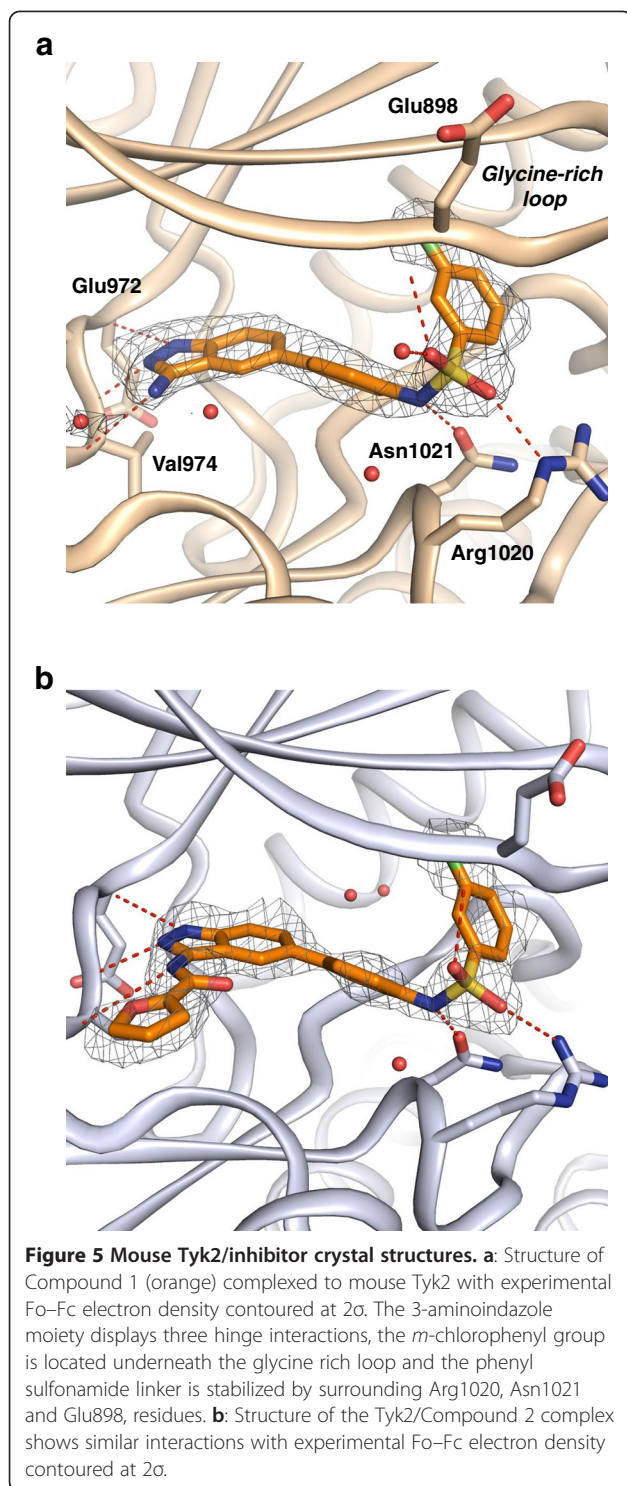 a
Glu898
Glycine-rich
loop
Glu972
Asn1021
Val974
Arg1020
b
Figure 5 Mouse Tyk2/inhibitor crystal structures. a: Structure of
Compound 1 (orange) complexed to mouse Tyk2 with experimental
Fo–Fc electron density contoured at 2σ. The 3-aminoindazole
moiety displays three hinge interactions, the m-chlorophenyl group
is located underneath the glycine rich loop and the phenyl
sulfonamide linker is stabilized by surrounding Arg1020, Asn1021
and Glu898, residues. b: Structure of the Tyk2/Compound 2 complex
shows similar interactions with experimental Fo–Fc electron density
contoured at 2σ.